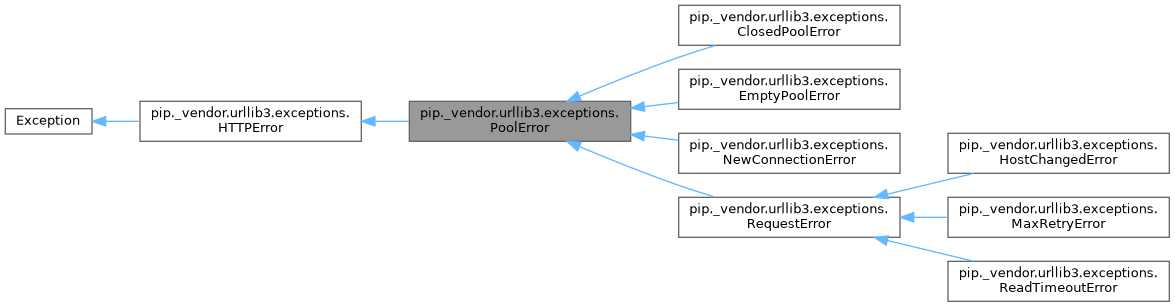 Exception
pip._vendor.urllib3.exceptions.
HTTPError
pip._vendor.urllib3.exceptions.
PoolError
pip._vendor.urllib3.exceptions.
ClosedPoolError
pip._vendor.urllib3.exceptions.
EmptyPoolError
pip._vendor.urllib3.exceptions.
NewConnectionError
pip._vendor.urllib3.exceptions.
RequestError
pip._vendor.urllib3.exceptions.
HostChangedError
pip._vendor.urllib3.exceptions.
MaxRetryError
pip._vendor.urllib3.exceptions.
ReadTimeoutError